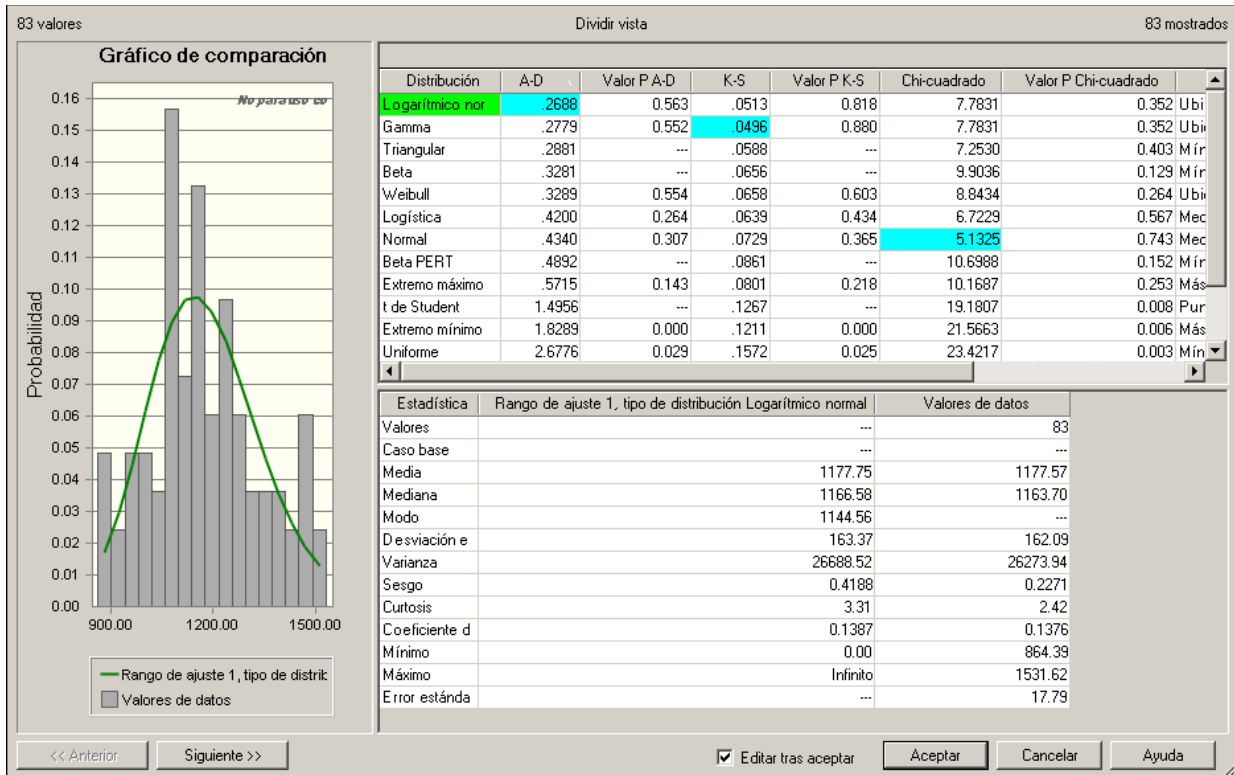 83 valores Dividir vista 83 mostrados
Gráfico de comparación
No para uso co
Probabilidad
0.16
0.15
0.14
0.13
0.12
0.11
0.10
0.09
0.08
0.07
0.06
0.05
0.04
0.03
0.02
0.01
0.00
900.00 1200.00 1500.00
Rango de ajuste 1, tipo de distrib
Valores de datos
Distribución A-D Valor P A-D K-S Valor P K-S Chi-cuadrado Valor P Chi-cuadrado
Logarítmico nor .2688 0.563 .0513 0.818 7.7831 0.352 Ubi
Gamma .2779 0.552 .0496 0.880 7.7831 0.352 Ubi
Triangular .2881 --- .0588 --- 7.2530 0.403 Mín
Beta .3281 --- .0656 --- 9.9036 0.129 Mín
Weibull .3289 0.554 .0658 0.603 8.8434 0.264 Ubi
Logística .4200 0.264 .0639 0.434 6.7229 0.567 Med
Normal .4340 0.307 .0729 0.365 5.1325 0.743 Med
Beta PERT .4892 --- .0861 --- 10.6988 0.152 Mín
Extremo máximo .5715 0.143 .0801 0.218 10.1687 0.253 Más
t de Student 1.4956 --- .1267 --- 19.1807 0.008 Pun
Extremo mínimo 1.8289 0.000 .1211 0.000 21.5663 0.006 Más
Uniforme 2.6776 0.029 .1572 0.025 23.4217 0.003 Mín
Estadística Rango de ajuste 1, tipo de distribución Logarítmico normal Valores de datos
Valores --- 83
Caso base --- ---
Media 1177.75 1177.57
Mediana 1166.58 1163.70
Modo 1144.56 ---
Desviación e 163.37 162.09
Varianza 26688.52 26273.94
Sesgo 0.4188 0.2271
Curtosis 3.31 2.42
Coeficiente d 0.1387 0.1376
Mínimo 0.00 864.39
Máximo Infinito 1531.62
Error estánda --- 17.79
<< Anterior Siguiente >> Editar tras aceptar Aceptar Cancelar Ayuda